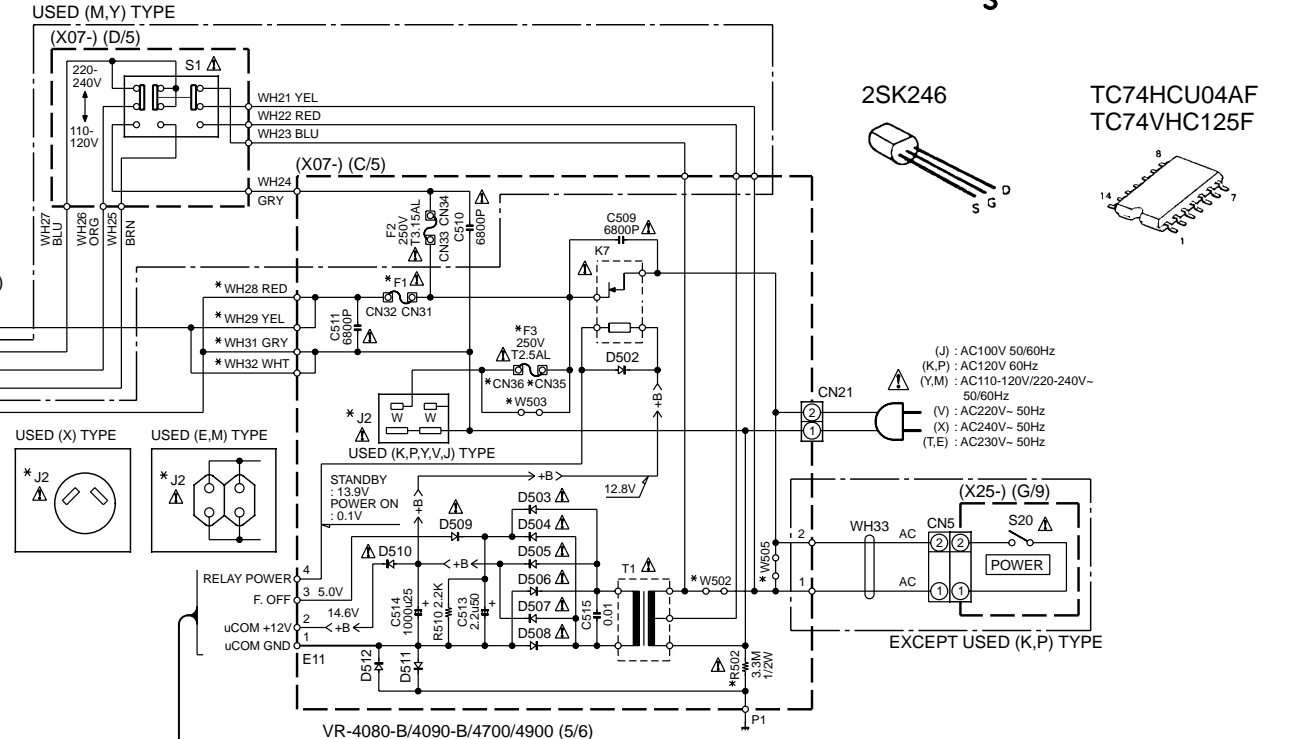 USED (M,Y) TYPE
(X07-) (D/5)
220-
240V
110-
120V
S1
WH21 YEL
WH22 RED
WH23 BLU
WH24
GRY
WH27
BLU
WH26
ORG
WH25
BRN
(X07-) (C/5)
F2
250V
T3.15AL
CN33 CN34
C510
6800P
C509
6800P
K7
*F1
CN32 CN31
*WH28 RED
*WH29 YEL
*WH31 GRY
*WH32 WHT
C511
6800P
*F3
250V
T2.5AL
*CN36 *CN35
*W503
D502
+B
*J2
W W
USED (K,P,Y,V,J) TYPE
USED (X) TYPE
*J2
USED (E,M) TYPE
*J2
STANDBY
: 13.9V
POWER ON
: 0.1V
+B
+B
12.8V
D503
D504
D505
D506
D507
D508
D509
D510
+B
RELAY POWER 4
F. OFF 3 5.0V
uCOM +12V 2 14.6V
+B
uCOM GND 1
E11
C514
1000u25
+
R510 2.2K
C513
2.2u50
+
C515
0.01
T1
*W502
D512
D511
*R502
3.3M
1/2W
P1
VR-4080-B/4090-B/4700/4900 (5/6)
CN21
2
1
(J) : AC100V 50/60Hz
(K,P) : AC120V 60Hz
(Y,M) : AC110-120V/220-240V~
50/60Hz
(V) : AC220V~ 50Hz
(X) : AC240V~ 50Hz
(T,E) : AC230V~ 50Hz
*W505
2
1
WH33
AC
AC
CN5
2 2
1 1
(X25-) (G/9)
S20
POWER
EXCEPT USED (K,P) TYPE
2SK246
D
G
S
TC74HCU04AF
TC74VHC125F
8
14
7
1